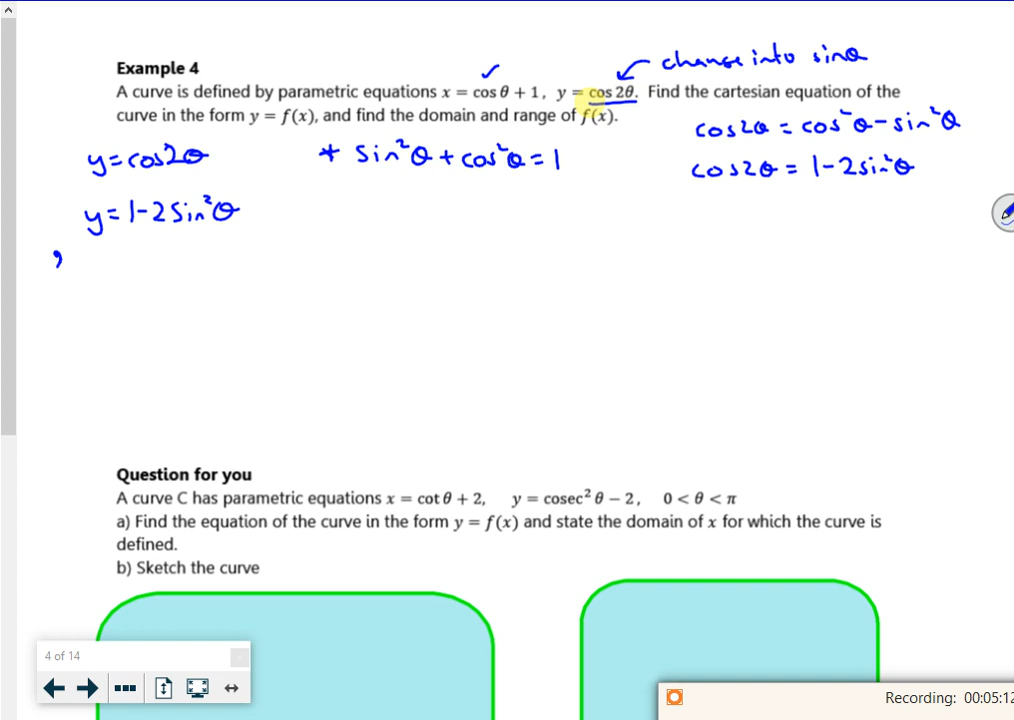 change into sinθ
Example 4
A curve is defined by parametric equations x = cos θ + 1, y = cos 2θ. Find the cartesian equation of the
curve in the form y = f(x), and find the domain and range of f(x).
cos2θ = cos²θ - sin²θ
y = cos2θ
* sin²θ + cos²θ = 1
cos2θ = 1 - 2sin²θ
y = 1 - 2 sin²θ
Question for you
A curve C has parametric equations x = cot θ + 2, y = cosec² θ − 2, 0 < θ < π
a) Find the equation of the curve in the form y = f(x) and state the domain of x for which the curve is
defined.
b) Sketch the curve
4 of 14
Recording: 00:05:12